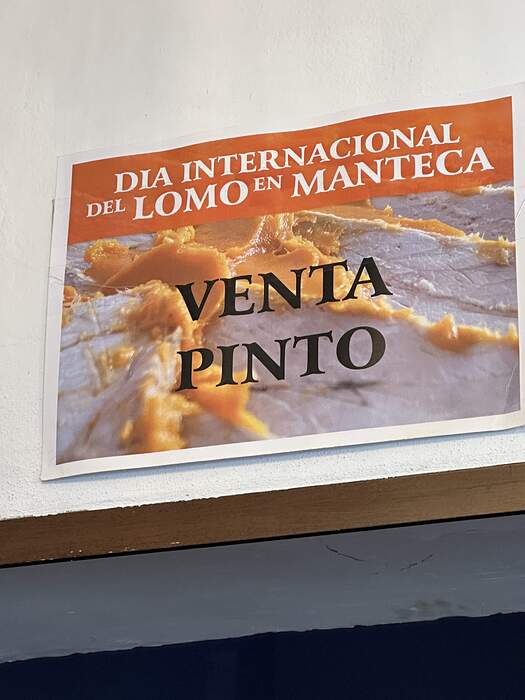 DIA INTERNACIONAL
DEL LOMO EN MANTECA
VENTA
PINTO